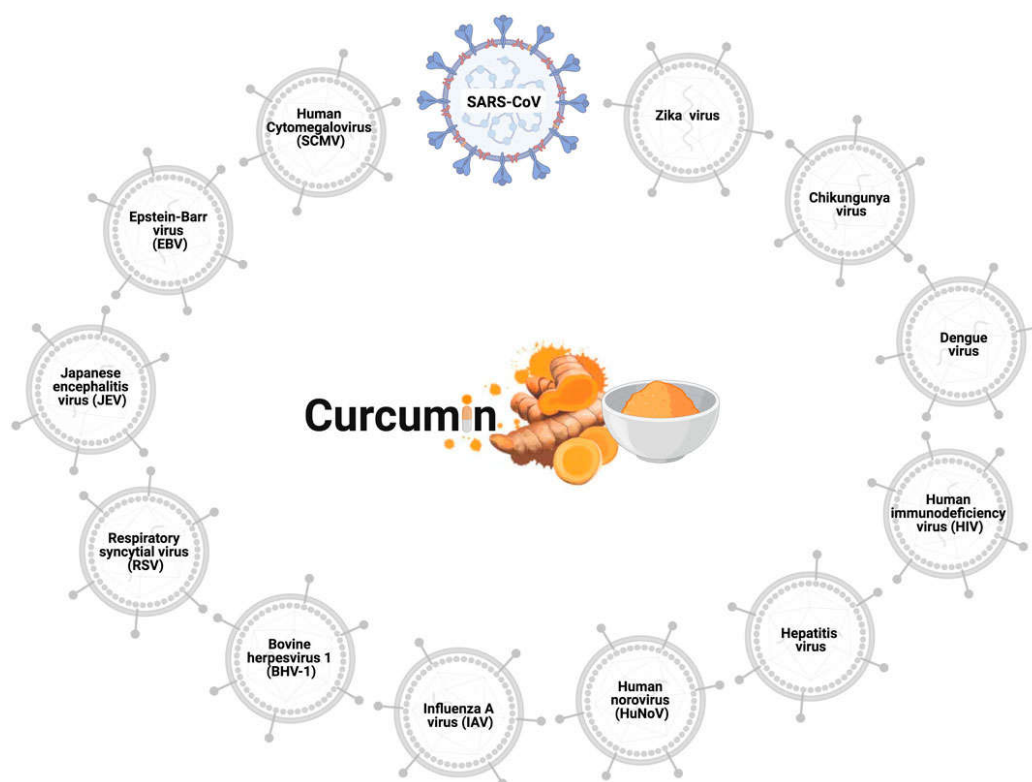 SARS-CoV
Zika virus
Chikungunya
virus
Dengue
virus
Human
immunodeficiency
virus (HIV)
Hepatitis
virus
Human
norovirus
(HuNoV)
Influenza A
virus (IAV)
Bovine
herpesvirus 1
(BHV-1)
Respiratory
syncytial virus
(RSV)
Japanese
encephalitis
virus (JEV)
Epstein-Barr
virus
(EBV)
Human
Cytomegalovirus
(SCMV)
Curcumin